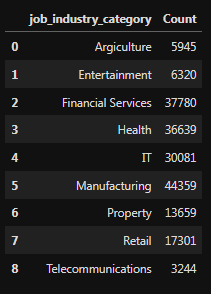 job_industry_category Count
0 Argiculture 5945
1 Entertainment 6320
2 Financial Services 37780
3 Health 36639
4 IT 30081
5 Manufacturing 44359
6 Property 13659
7 Retail 17301
8 Telecommunications 3244